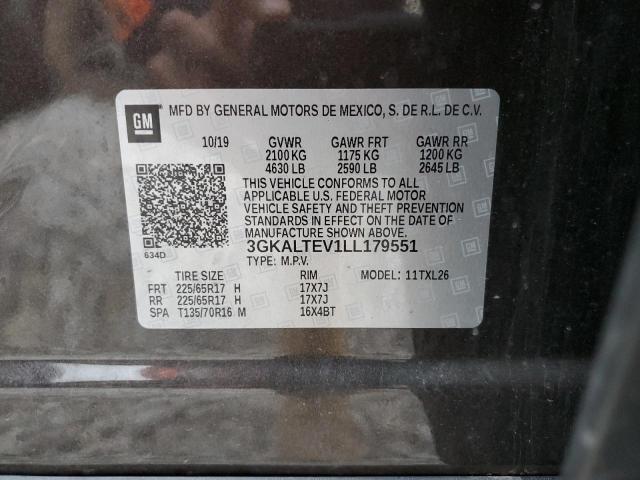 GM MFD BY GENERAL MOTORS DE MEXICO, S. DE R.L. DE C.V.
10/19 GVWR GAWR FRT GAWR RR
2100 KG 1175 KG 1200 KG
4630 LB 2590 LB 2645 LB
THIS VEHICLE CONFORMS TO ALL
APPLICABLE U.S. FEDERAL MOTOR
VEHICLE SAFETY AND THEFT PREVENTION
STANDARDS IN EFFECT ON THE DATE OF
MANUFACTURE SHOWN ABOVE.
634D 3GKALTEV1LL179551
TYPE: M.P.V.
TIRE SIZE RIM MODEL: 11TXL26
FRT 225/65R17 H 17X7J
RR 225/65R17 H 17X7J
SPA T135/70R16 M 16X4BT